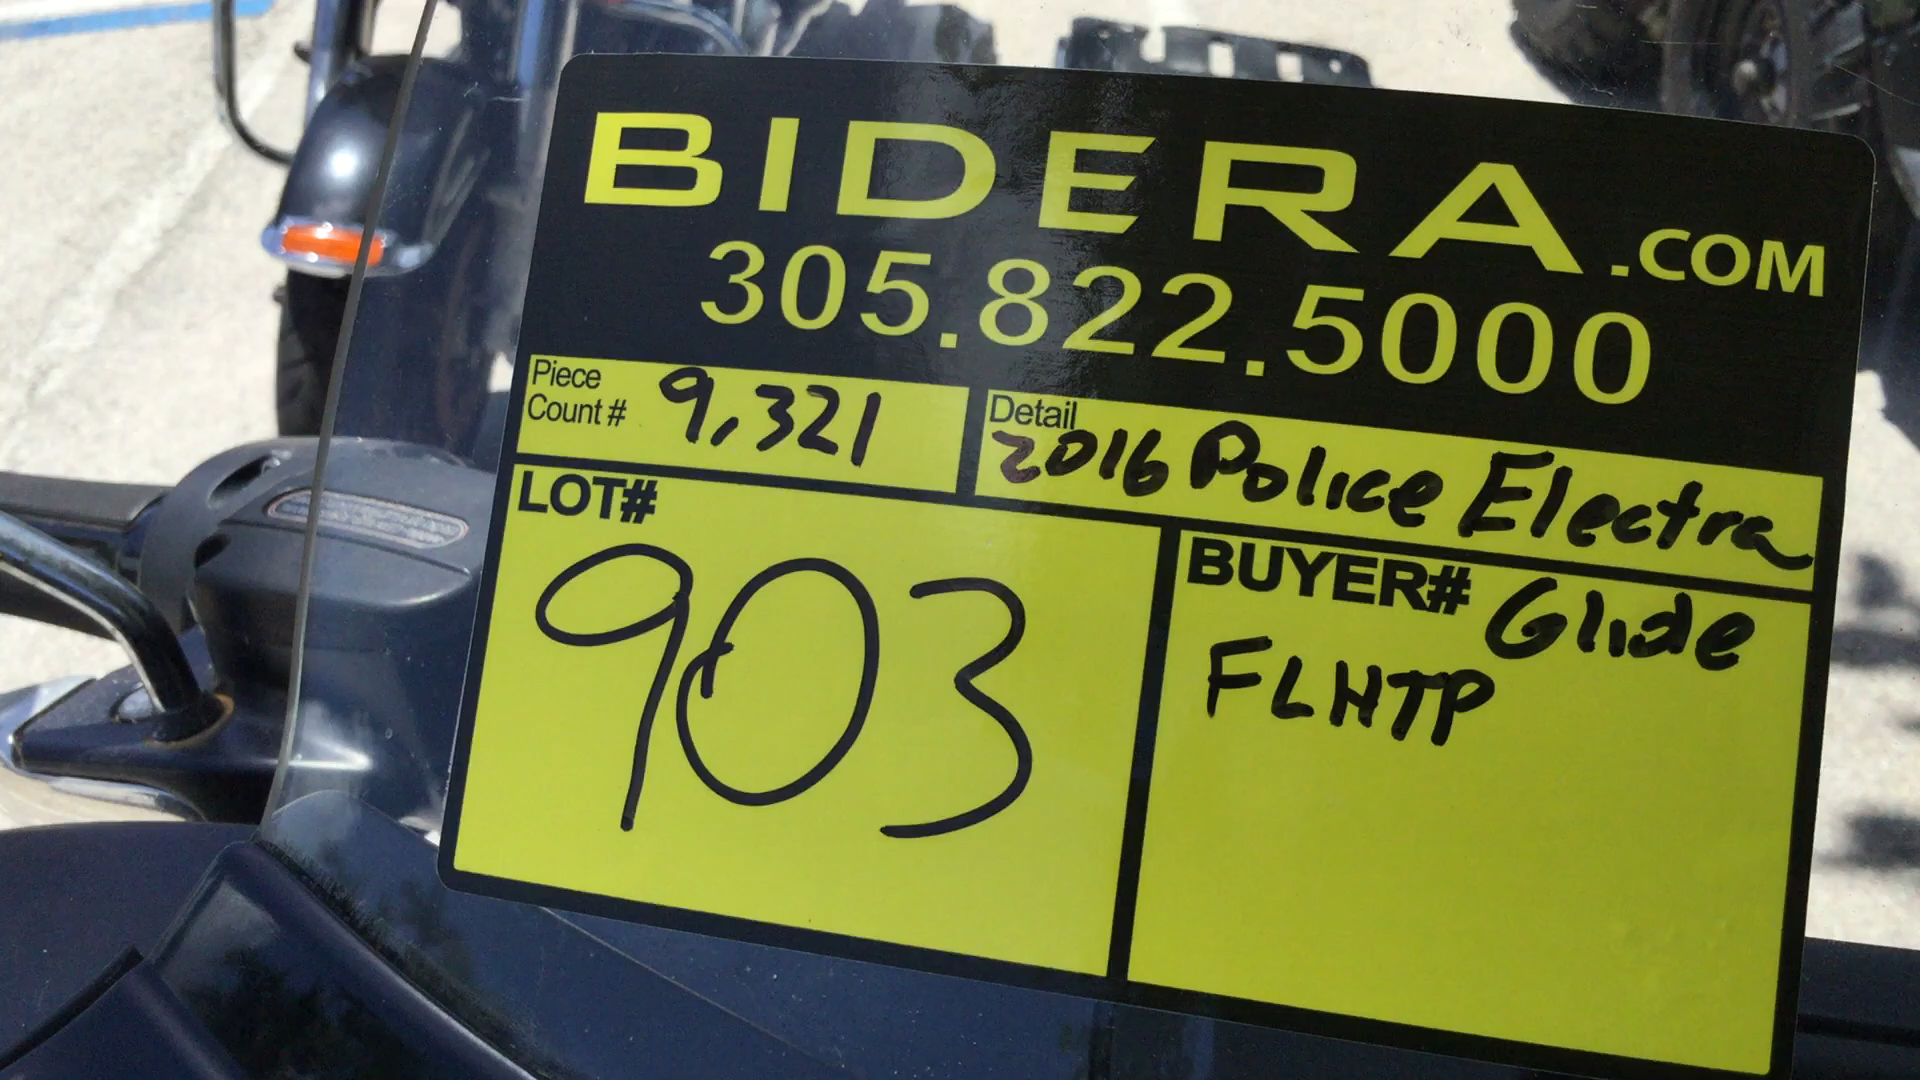 BIDERA.COM
305.822.5000
Piece
Count # 9,321
Detail
2016 Police Electra
LOT#
903
BUYER# Glide
FLHTP